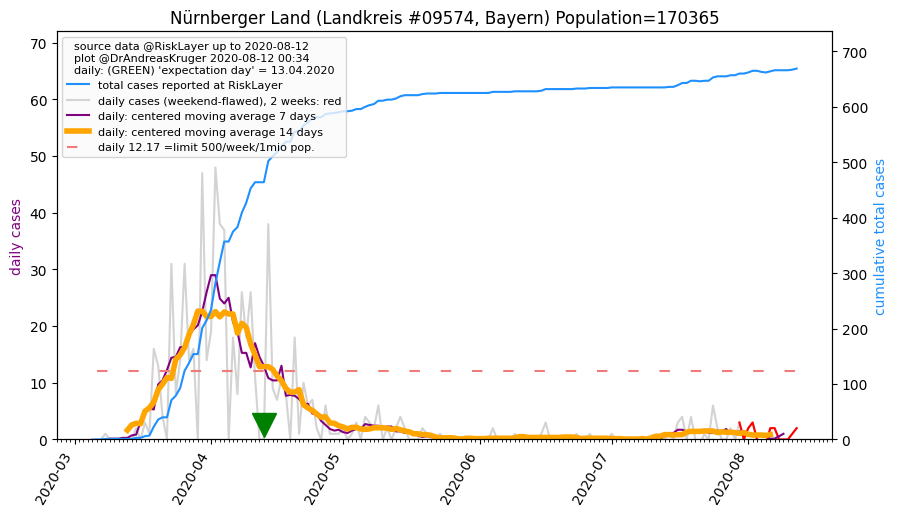 Nürnberger Land (Landkreis #09574, Bayern) Population=170365
source data @RiskLayer up to 2020-08-12
plot @DrAndreasKruger 2020-08-12 00:34
daily: (GREEN) 'expectation day' = 13.04.2020
total cases reported at RiskLayer
daily cases (weekend-flawed), 2 weeks: red
daily: centered moving average 7 days
daily: centered moving average 14 days
daily 12.17 =limit 500/week/1mio pop.
daily cases
70
60
50
40
30
20
10
0
cumulative total cases
700
600
500
400
300
200
100
0
2020-03
2020-04
2020-05
2020-06
2020-07
2020-08